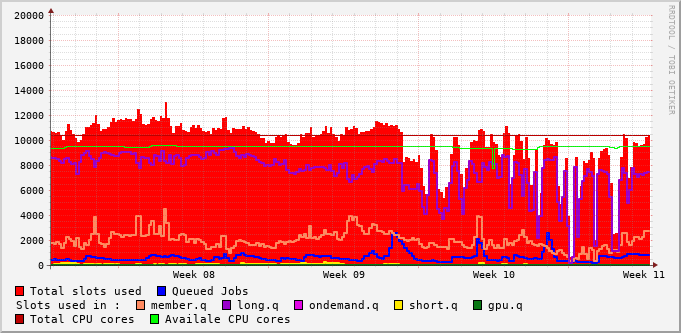 20000
18000
16000
14000
12000
10000
8000
6000
4000
2000
0
Week 08 Week 09 Week 10 Week 11
RRDTOOL / TOBI OETIKER
Total slots used Queued Jobs
Slots used in : member.q long.q ondemand.q short.q gpu.q
Total CPU cores Availale CPU cores